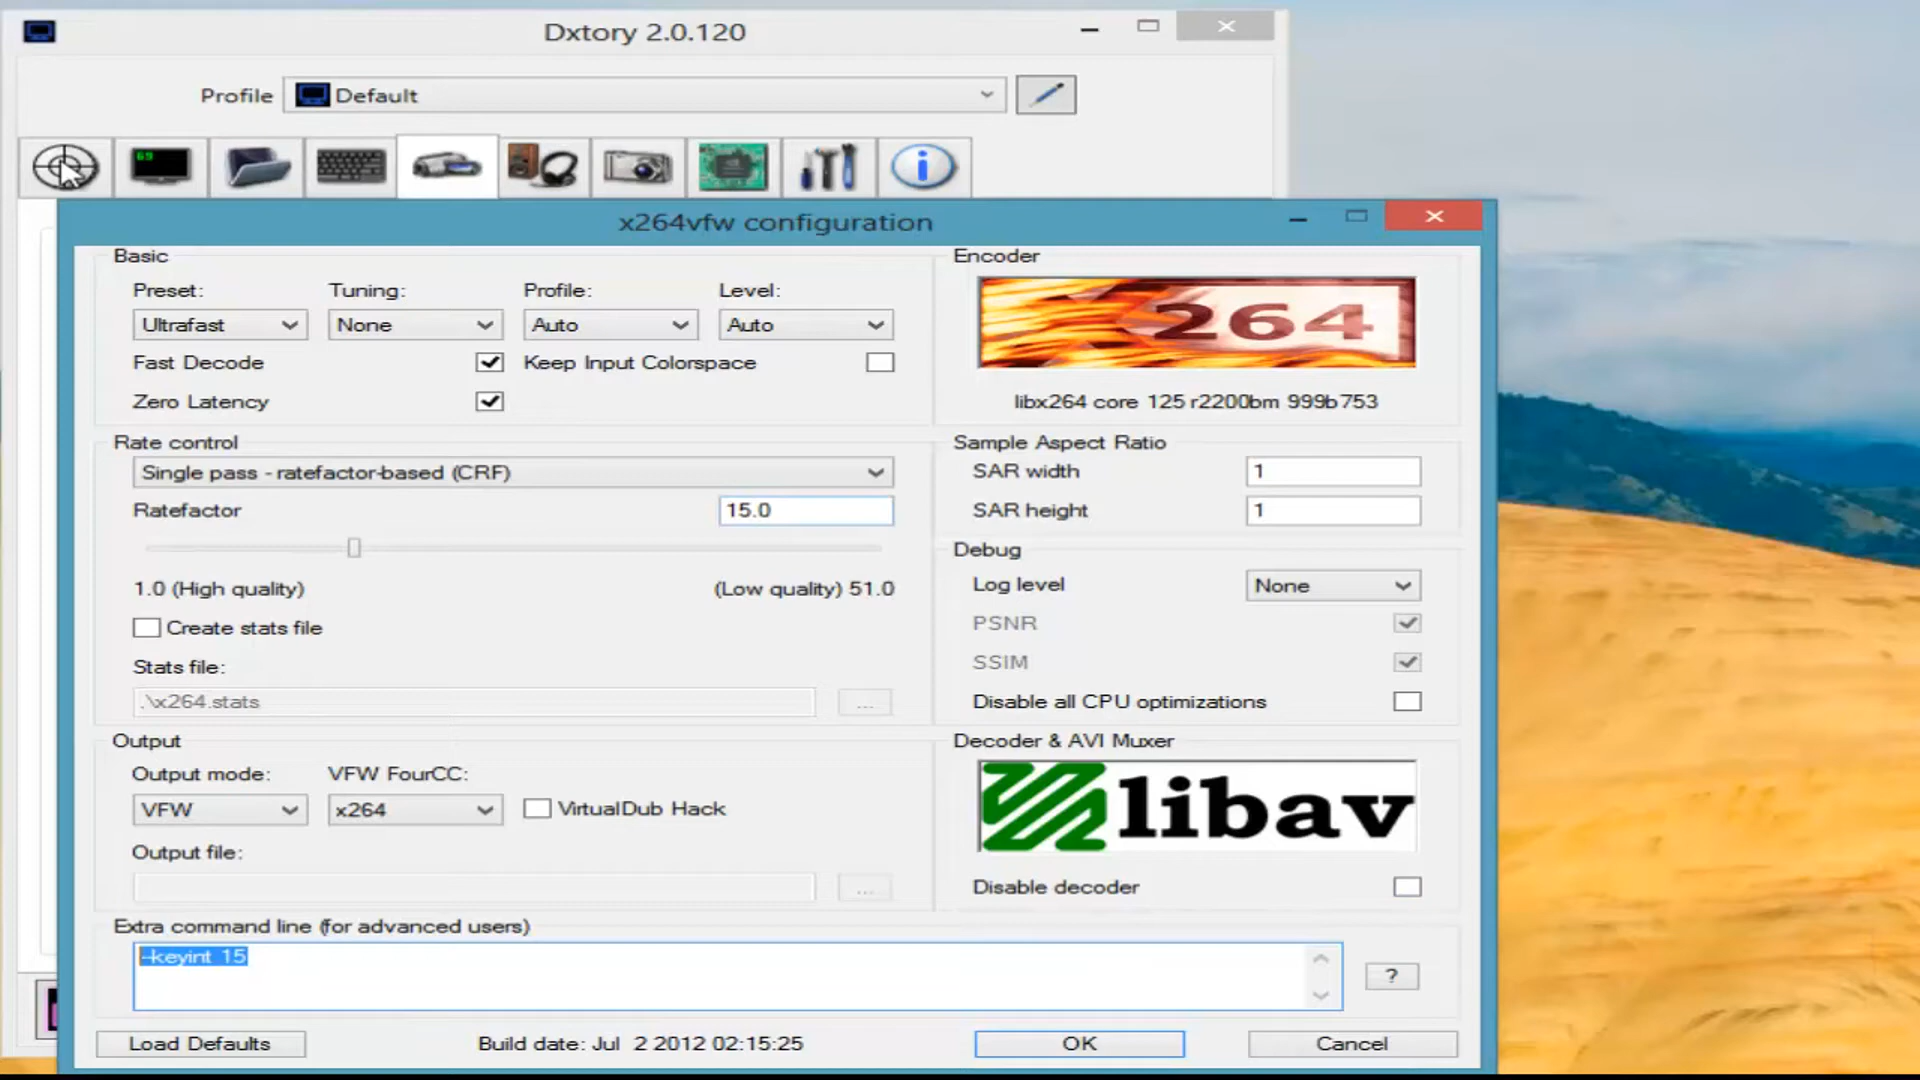 Dxtory 2.0.120
Profile Default
69
x264vfw configuration
Basic
Preset: Tuning: Profile: Level:
Ultrafast None Auto Auto
Fast Decode Keep Input Colorspace
Zero Latency
Rate control
Single pass - ratefactor-based (CRF)
Ratefactor 15.0
1.0 (High quality) (Low quality) 51.0
Create stats file
Stats file:
.\x264.stats ...
Output
Output mode: VFW FourCC:
VFW x264 VirtualDub Hack
Output file:
...
Encoder
264
libx264 core 125 r2200bm 999b753
Sample Aspect Ratio
SAR width 1
SAR height 1
Debug
Log level None
PSNR
SSIM
Disable all CPU optimizations
Decoder & AVI Muxer
libav
Disable decoder
Extra command line (for advanced users)
--keyint 15
?
Load Defaults Build date: Jul 2 2012 02:15:25 OK Cancel